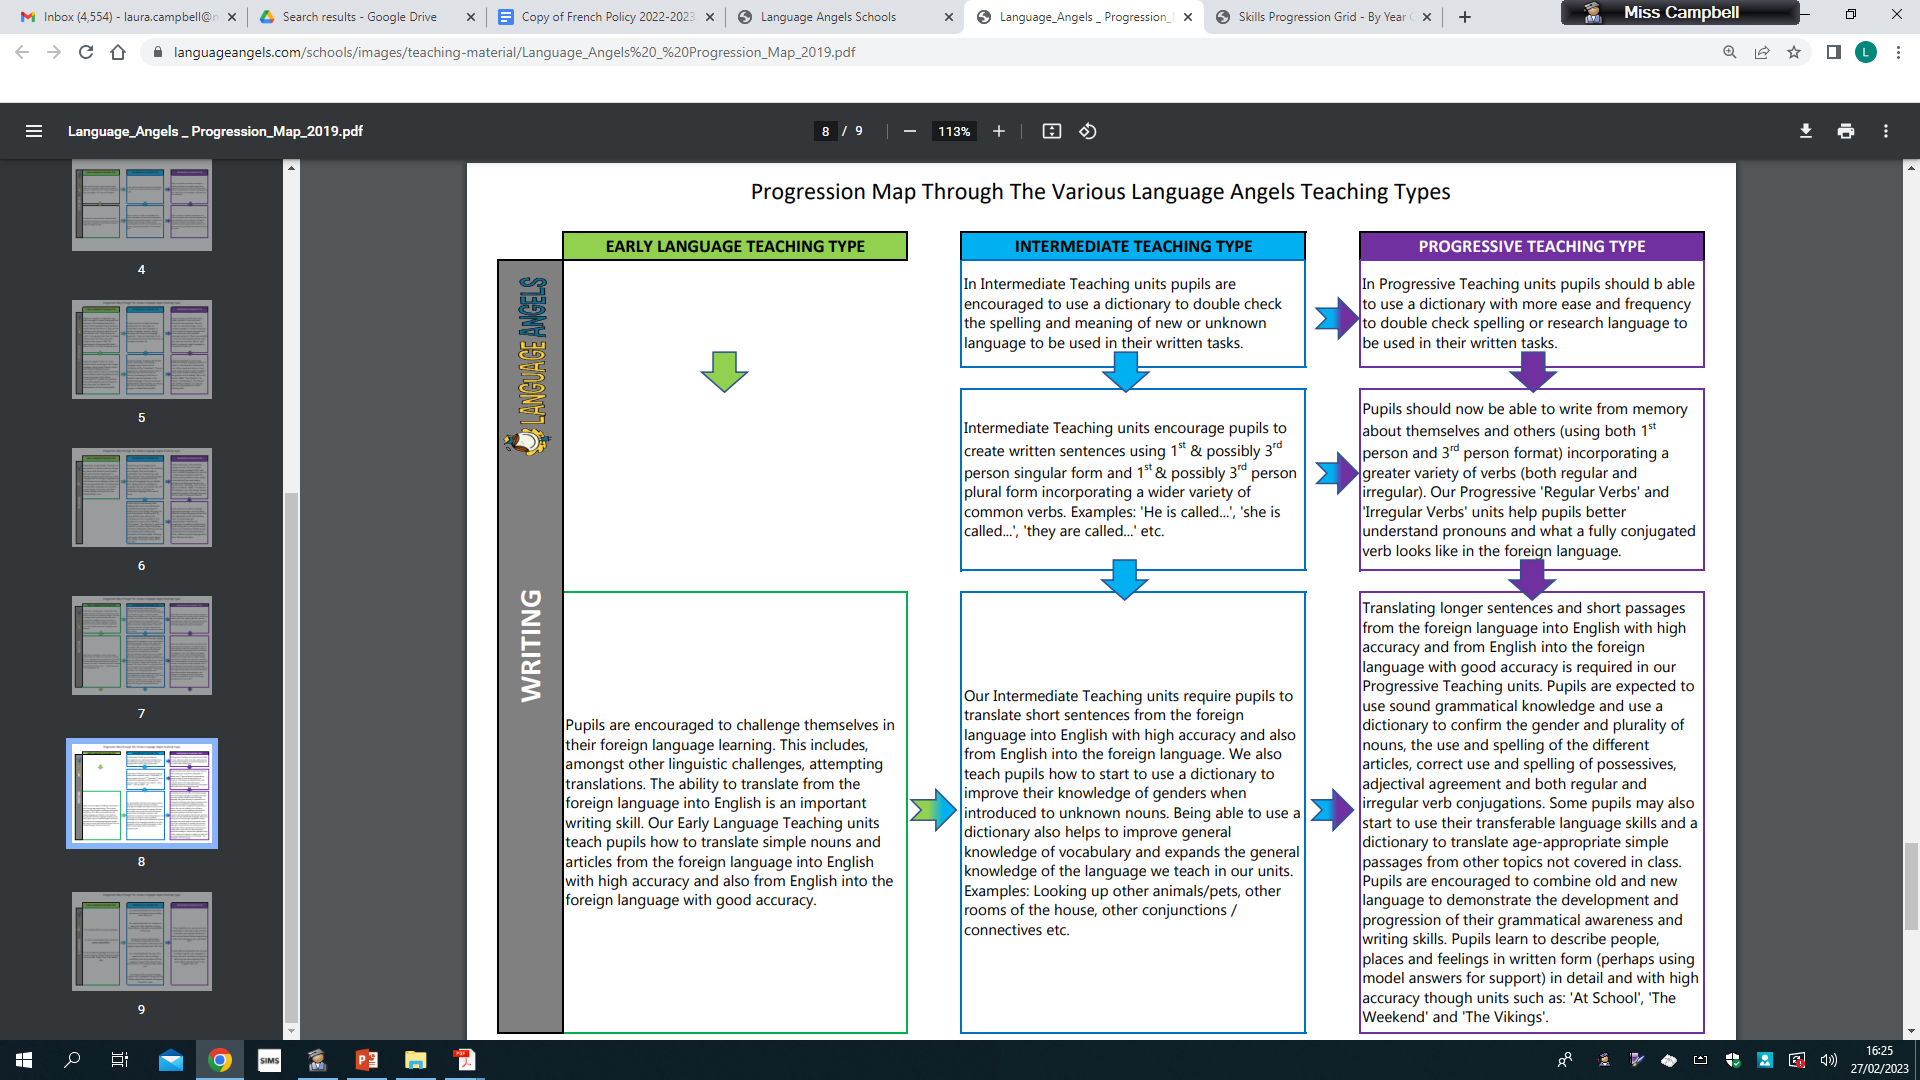 Inbox (4,554) - laura.campbell@n
Search results - Google Drive
Copy of French Policy 2022-2023
Language Angels Schools
Language_Angels _ Progression_
Skills Progression Grid - By Year
Miss Campbell
languageangels.com/schools/images/teaching-material/Language_Angels%20_%20Progression_Map_2019.pdf
L
Language_Angels _ Progression_Map_2019.pdf
8 / 9
113%
4
5
6
7
8
9
Progression Map Through The Various Language Angels Teaching Types
LANGUAGE ANGELS
WRITING
EARLY LANGUAGE TEACHING TYPE
Pupils are encouraged to challenge themselves in
their foreign language learning. This includes,
amongst other linguistic challenges, attempting
translations. The ability to translate from the
foreign language into English is an important
writing skill. Our Early Language Teaching units
teach pupils how to translate simple nouns and
articles from the foreign language into English
with high accuracy and also from English into the
foreign language with good accuracy.
INTERMEDIATE TEACHING TYPE
In Intermediate Teaching units pupils are
encouraged to use a dictionary to double check
the spelling and meaning of new or unknown
language to be used in their written tasks.
Intermediate Teaching units encourage pupils to
create written sentences using 1st & possibly 3rd
person singular form and 1st & possibly 3rd person
plural form incorporating a wider variety of
common verbs. Examples: 'He is called...', 'she is
called...', 'they are called...' etc.
Our Intermediate Teaching units require pupils to
translate short sentences from the foreign
language into English with high accuracy and also
from English into the foreign language. We also
teach pupils how to start to use a dictionary to
improve their knowledge of genders when
introduced to unknown nouns. Being able to use a
dictionary also helps to improve general
knowledge of vocabulary and expands the general
knowledge of the language we teach in our units.
Examples: Looking up other animals/pets, other
rooms of the house, other conjunctions /
connectives etc.
PROGRESSIVE TEACHING TYPE
In Progressive Teaching units pupils should b able
to use a dictionary with more ease and frequency
to double check spelling or research language to
be used in their written tasks.
Pupils should now be able to write from memory
about themselves and others (using both 1st
person and 3rd person format) incorporating a
greater variety of verbs (both regular and
irregular). Our Progressive 'Regular Verbs' and
'Irregular Verbs' units help pupils better
understand pronouns and what a fully conjugated
verb looks like in the foreign language.
Translating longer sentences and short passages
from the foreign language into English with high
accuracy and from English into the foreign
language with good accuracy is required in our
Progressive Teaching units. Pupils are expected to
use sound grammatical knowledge and use a
dictionary to confirm the gender and plurality of
nouns, the use and spelling of the different
articles, correct use and spelling of possessives,
adjectival agreement and both regular and
irregular verb conjugations. Some pupils may also
start to use their transferable language skills and a
dictionary to translate age-appropriate simple
passages from other topics not covered in class.
Pupils are encouraged to combine old and new
language to demonstrate the development and
progression of their grammatical awareness and
writing skills. Pupils learn to describe people,
places and feelings in written form (perhaps using
model answers for support) in detail and with high
accuracy though units such as: 'At School', 'The
Weekend' and 'The Vikings'.
SIMS
16:25
27/02/2023